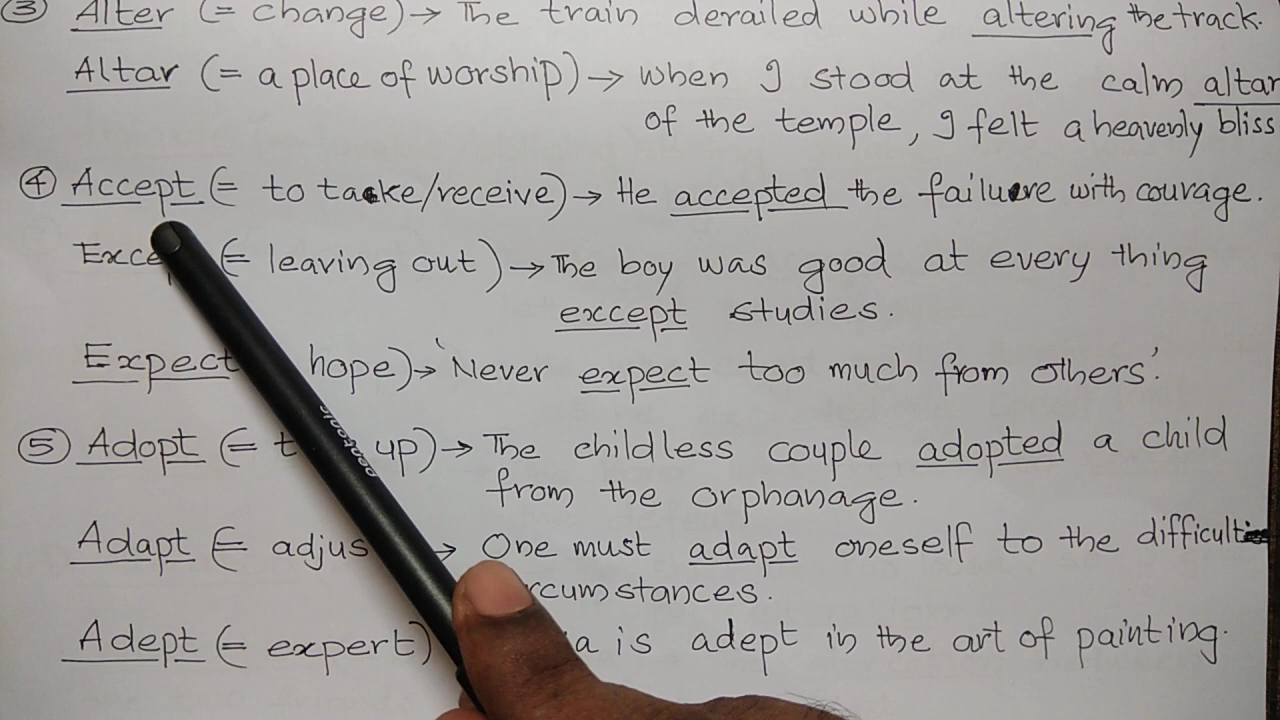 ③ Alter (= change) → The train derailed while altering the track.
Altar (= a place of worship) → When I stood at the calm altar
of the temple, I felt a heavenly bliss
④ Accept (= to take/receive) → He accepted the failure with courage.
(= leaving out) → The boy was good at every thing
except studies.
Expect hope) → 'Never expect too much from others'.
⑤ Adopt (= up) → The childless couple adopted a child
from the orphanage.
Adapt (= → One must adapt oneself to the
Adept (= expert) is adept in the art of painting.
pentonic